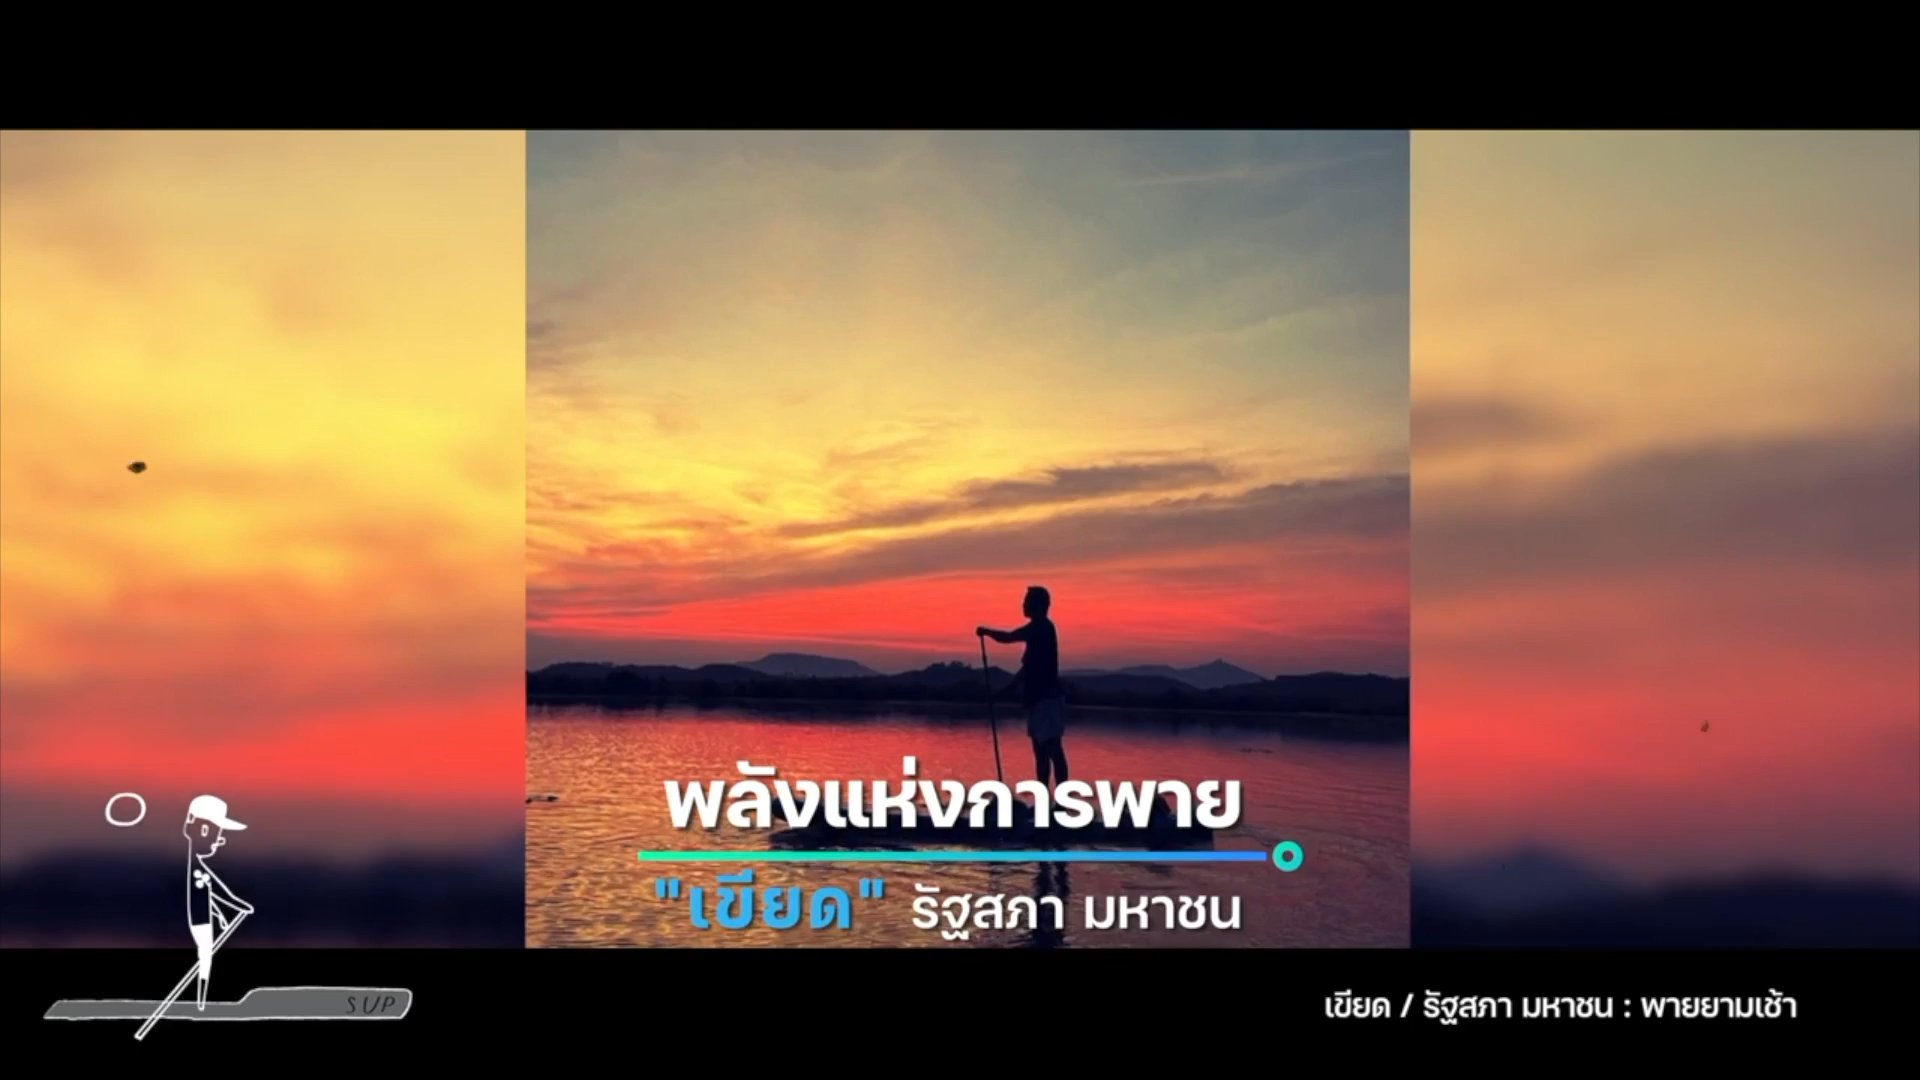 พลังแห่งการพาย
"เขียด" รัฐสภา มหาชน
SUP
เขียด / รัฐสภา มหาชน : พายยามเช้า